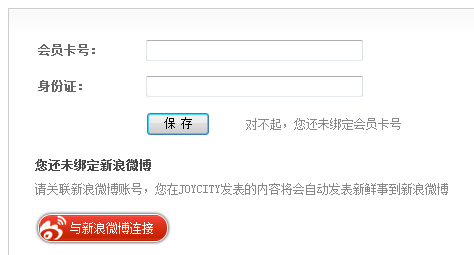 会员卡号：
身份证：
保 存 对不起，您还未绑定会员卡号
您还未绑定新浪微博
请关联新浪微博账号，您在JOYCITY发表的内容将会自动发表新鲜事到新浪微博
与新浪微博连接